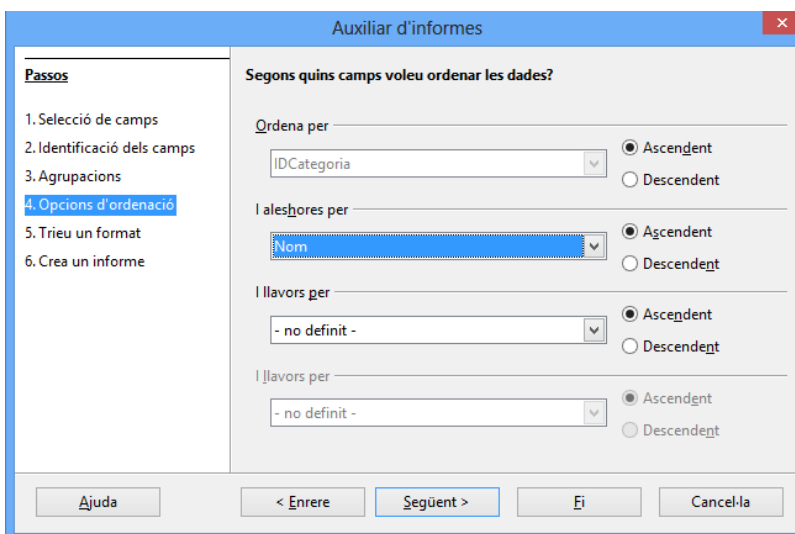 Auxiliar d'informes
Passos
1. Selecció de camps
2. Identificació dels camps
3. Agrupacions
4. Opcions d'ordenació
5. Trieu un format
6. Crea un informe
Segons quins camps voleu ordenar les dades?
Ordena per
IDCategoria
Ascendent
Descendent
I aleshores per
Nom
Ascendent
Descendent
I llavors per
- no definit -
Ascendent
Descendent
I llavors per
- no definit -
Ascendent
Descendent
Ajuda
< Enrere
Següent >
Fi
Cancel·la